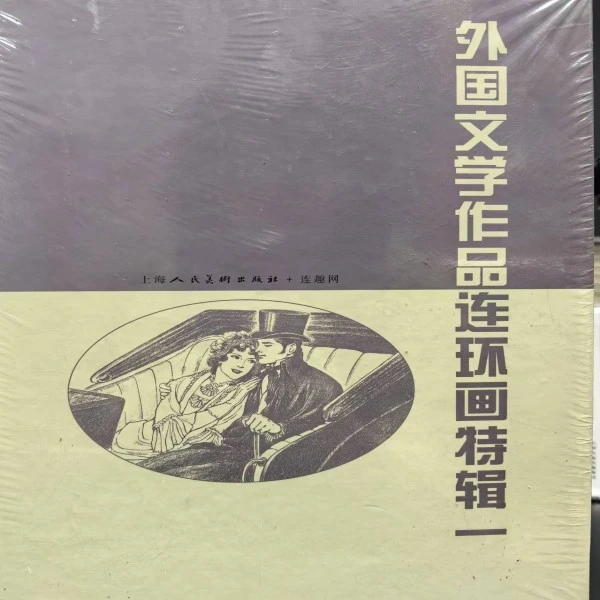 外国文学作品连环画特辑一
上海人民美術出版社+连趣网